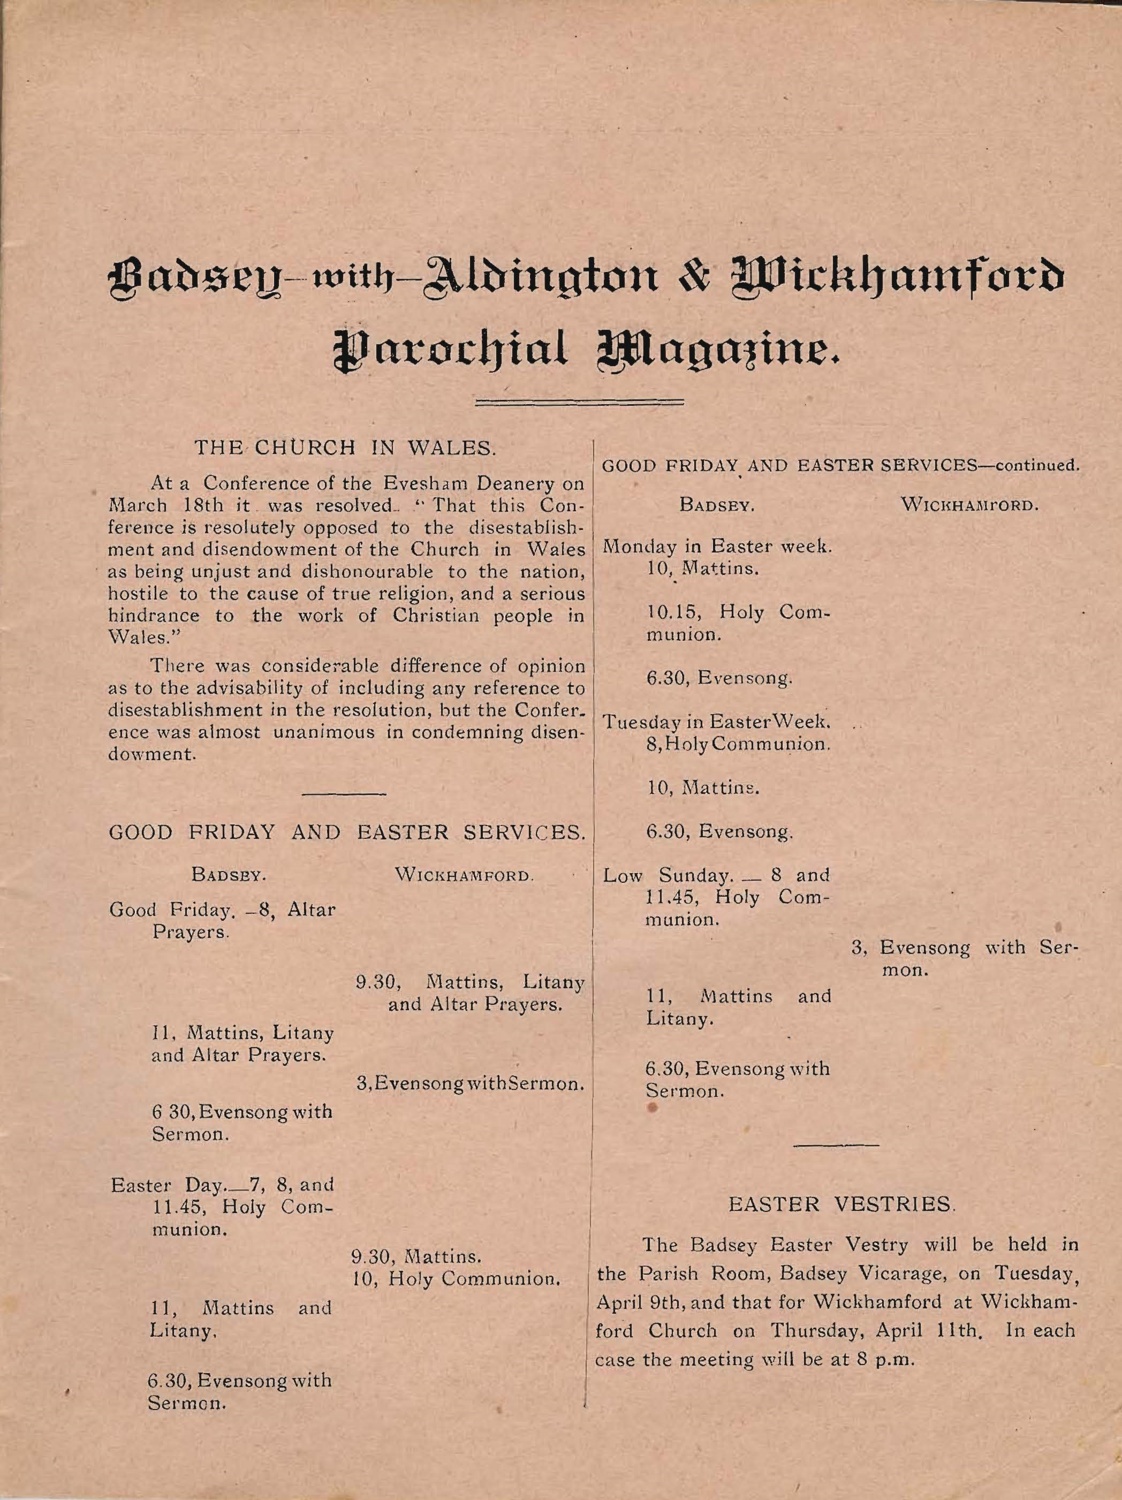 Badsey-with-Aldington & Wickhamford
Parochial Magazine.
THE CHURCH IN WALES.
At a Conference of the Evesham Deanery on
March 18th it was resolved. " That this Con-
ference is resolutely opposed to the disestablish-
ment and disendowment of the Church in Wales
as being unjust and dishonourable to the nation,
hostile to the cause of true religion, and a serious
hindrance to the work of Christian people in
Wales."
There was considerable difference of opinion
as to the advisability of including any reference to
disestablishment in the resolution, but the Confer-
ence was almost unanimous in condemning disen-
dowment.
GOOD FRIDAY AND EASTER SERVICES.
BADSEY. WICKHAMFORD.
Good Friday. —8, Altar
Prayers.
9.30, Mattins, Litany
and Altar Prayers.
11, Mattins, Litany
and Altar Prayers.
3, Evensong with Sermon.
6 30, Evensong with
Sermon.
Easter Day.—7, 8, and
11.45, Holy Com-
munion.
9.30, Mattins.
10, Holy Communion.
11, Mattins and
Litany.
6.30, Evensong with
Sermon.
GOOD FRIDAY AND EASTER SERVICES—continued.
BADSEY. WICKHAMFORD.
Monday in Easter week.
10, Mattins.
10.15, Holy Com-
munion.
6.30, Evensong.
Tuesday in Easter Week.
8, Holy Communion.
10, Mattins.
6.30, Evensong.
Low Sunday. — 8 and
11.45, Holy Com-
munion.
3, Evensong with Ser-
mon.
11, Mattins and
Litany.
6.30, Evensong with
Sermon.
EASTER VESTRIES.
The Badsey Easter Vestry will be held in
the Parish Room, Badsey Vicarage, on Tuesday,
April 9th, and that for Wickhamford at Wickham-
ford Church on Thursday, April 11th. In each
case the meeting will be at 8 p.m.